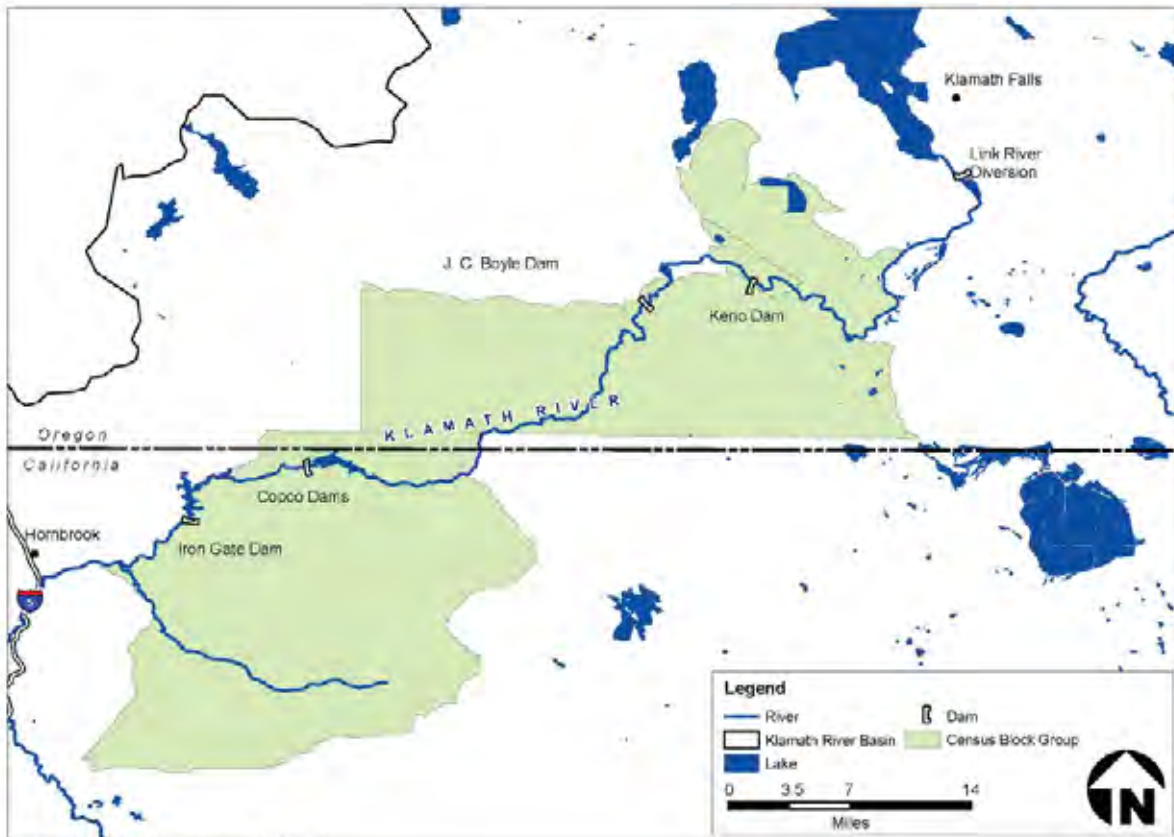 Klamath Falls
Link River
Diversion
J. C. Boyle Dam
Keno Dam
KLAMATH RIVER
Oregon
California
Copco Dams
Hornbrook
Iron Gate Dam
5
Legend
River
Dam
Klamath River Basin
Census Block Group
Lake
0 3.5 7 14
Miles
N